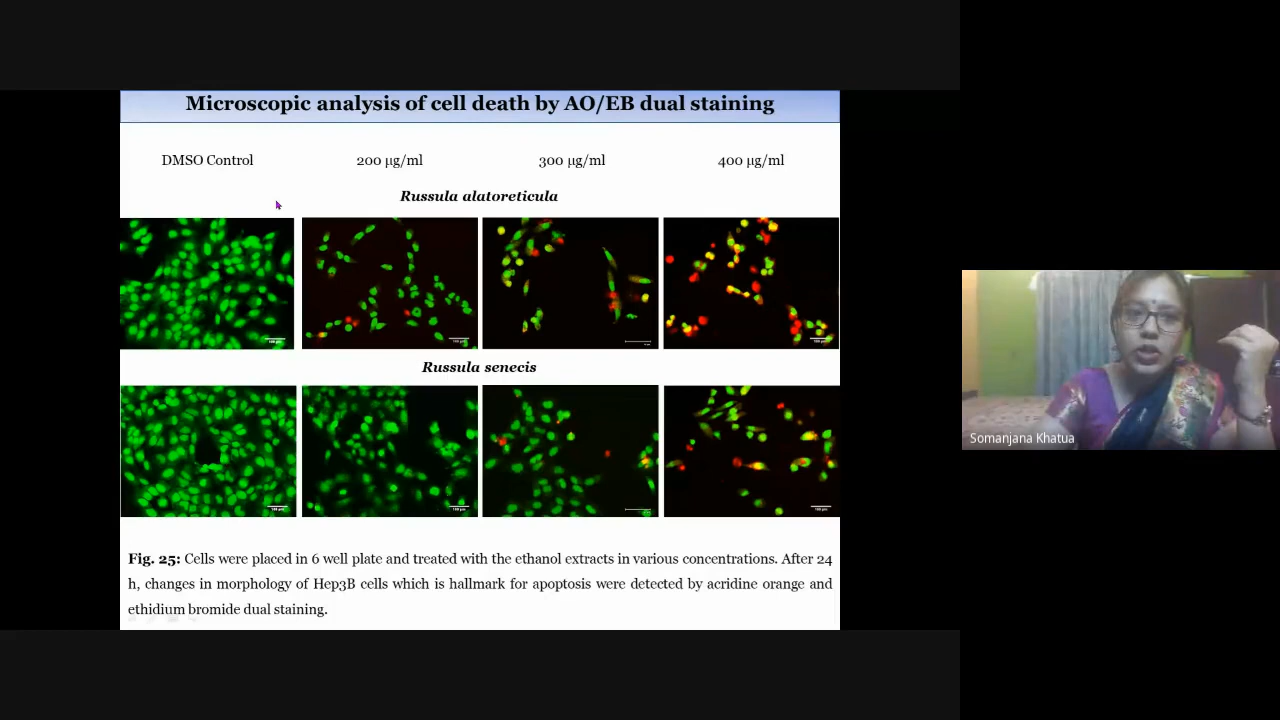 Microscopic analysis of cell death by AO/EB dual staining
DMSO Control 200 µg/ml 300 µg/ml 400 µg/ml
Russula alatoreticula
Russula senecis
Fig. 25: Cells were placed in 6 well plate and treated with the ethanol extracts in various concentrations. After 24
h, changes in morphology of Hep3B cells which is hallmark for apoptosis were detected by acridine orange and
ethidium bromide dual staining.
Somanjana Khatua